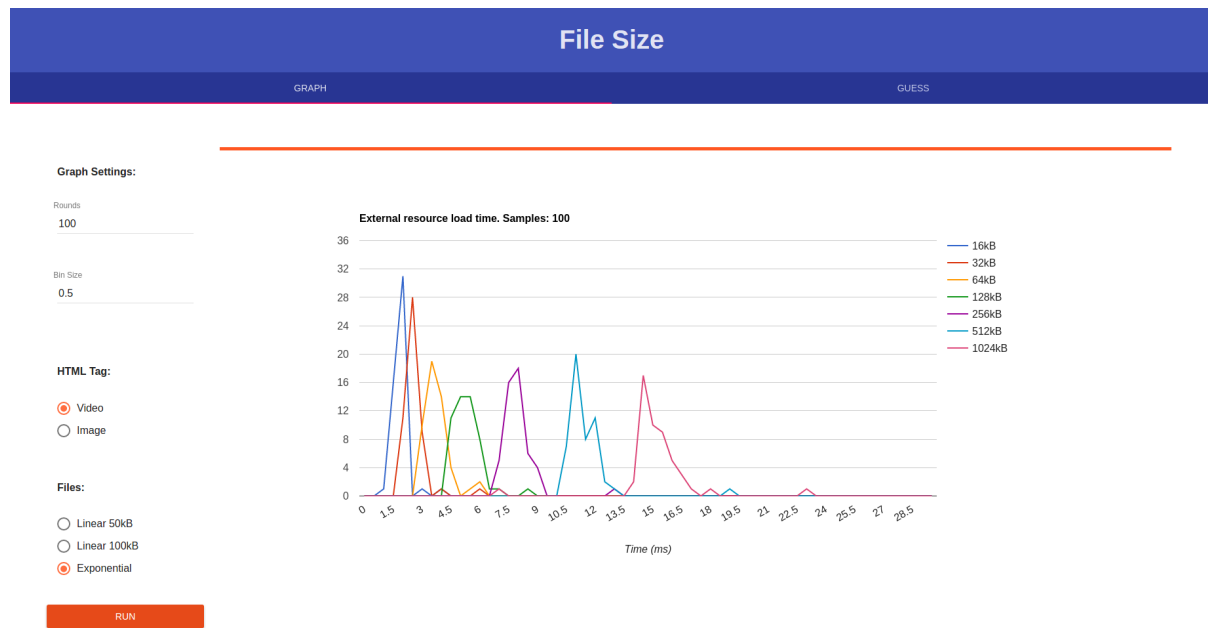 File Size
GRAPH GUESS
Graph Settings:
Rounds
100
Bin Size
0.5
HTML Tag:
Video
Image
Files:
Linear 50kB
Linear 100kB
Exponential
RUN
External resource load time. Samples: 100
36
32
28
24
20
16
12
8
4
0
0 1.5 3 4.5 6 7.5 9 10.5 12 13.5 15 16.5 18 19.5 21 22.5 24 25.5 27 28.5
Time (ms)
16kB
32kB
64kB
128kB
256kB
512kB
1024kB